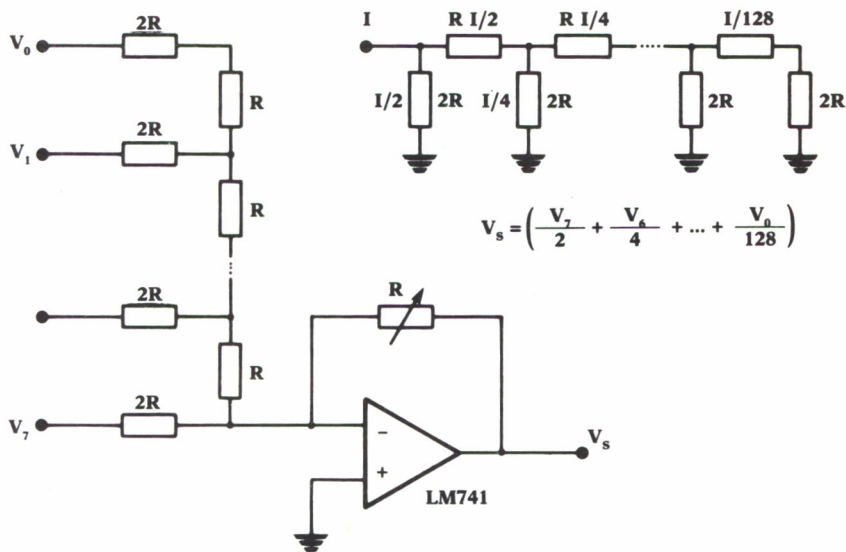 V₀
2R
R
V₁
2R
R
2R
R
V₇
2R
R
−
+
LM741
Vₛ
I
R I/2
R I/4
I/128
I/2
2R
I/4
2R
2R
2R
Vₛ = ( V₇/2 + V₆/4 + ... + V₀/128 )